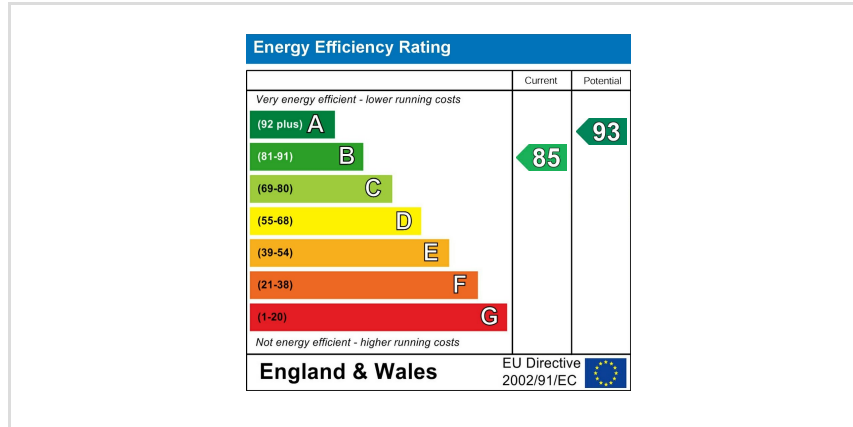 Energy Efficiency Rating
Current Potential
Very energy efficient - lower running costs
(92 plus) A
93
(81-91) B
85
(69-80) C
(55-68) D
(39-54) E
(21-38) F
(1-20) G
Not energy efficient - higher running costs
England & Wales
EU Directive
2002/91/EC